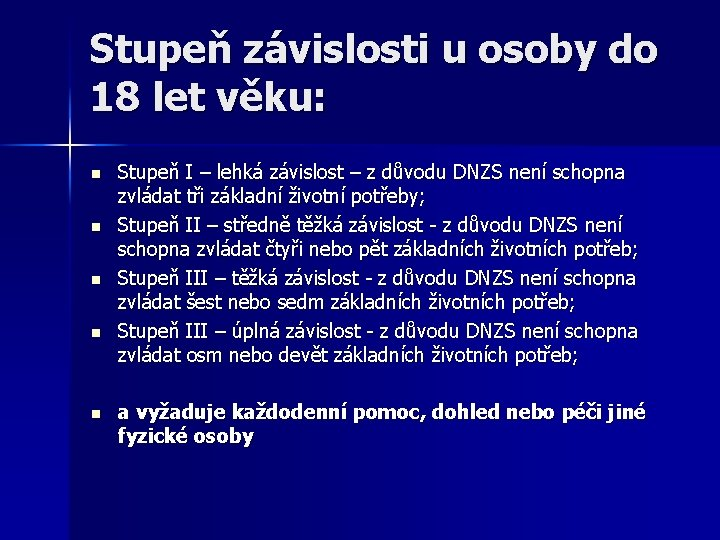 Stupeň závislosti u osoby do
18 let věku:
Stupeň I – lehká závislost – z důvodu DNZS není schopna
zvládat tři základní životní potřeby;
Stupeň II – středně těžká závislost - z důvodu DNZS není
schopna zvládat čtyři nebo pět základních životních potřeb;
Stupeň III – těžká závislost - z důvodu DNZS není schopna
zvládat šest nebo sedm základních životních potřeb;
Stupeň III – úplná závislost - z důvodu DNZS není schopna
zvládat osm nebo devět základních životních potřeb;
a vyžaduje každodenní pomoc, dohled nebo péči jiné
fyzické osoby